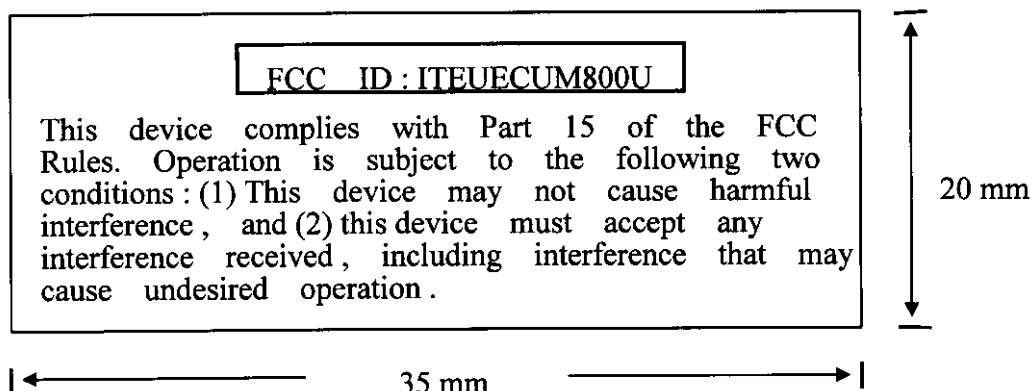 FCC ID : ITEUECUM800U
This device complies with Part 15 of the FCC
Rules. Operation is subject to the following two
conditions : (1) This device may not cause harmful
interference , and (2) this device must accept any
interference received , including interference that may
cause undesired operation .
20 mm
35 mm